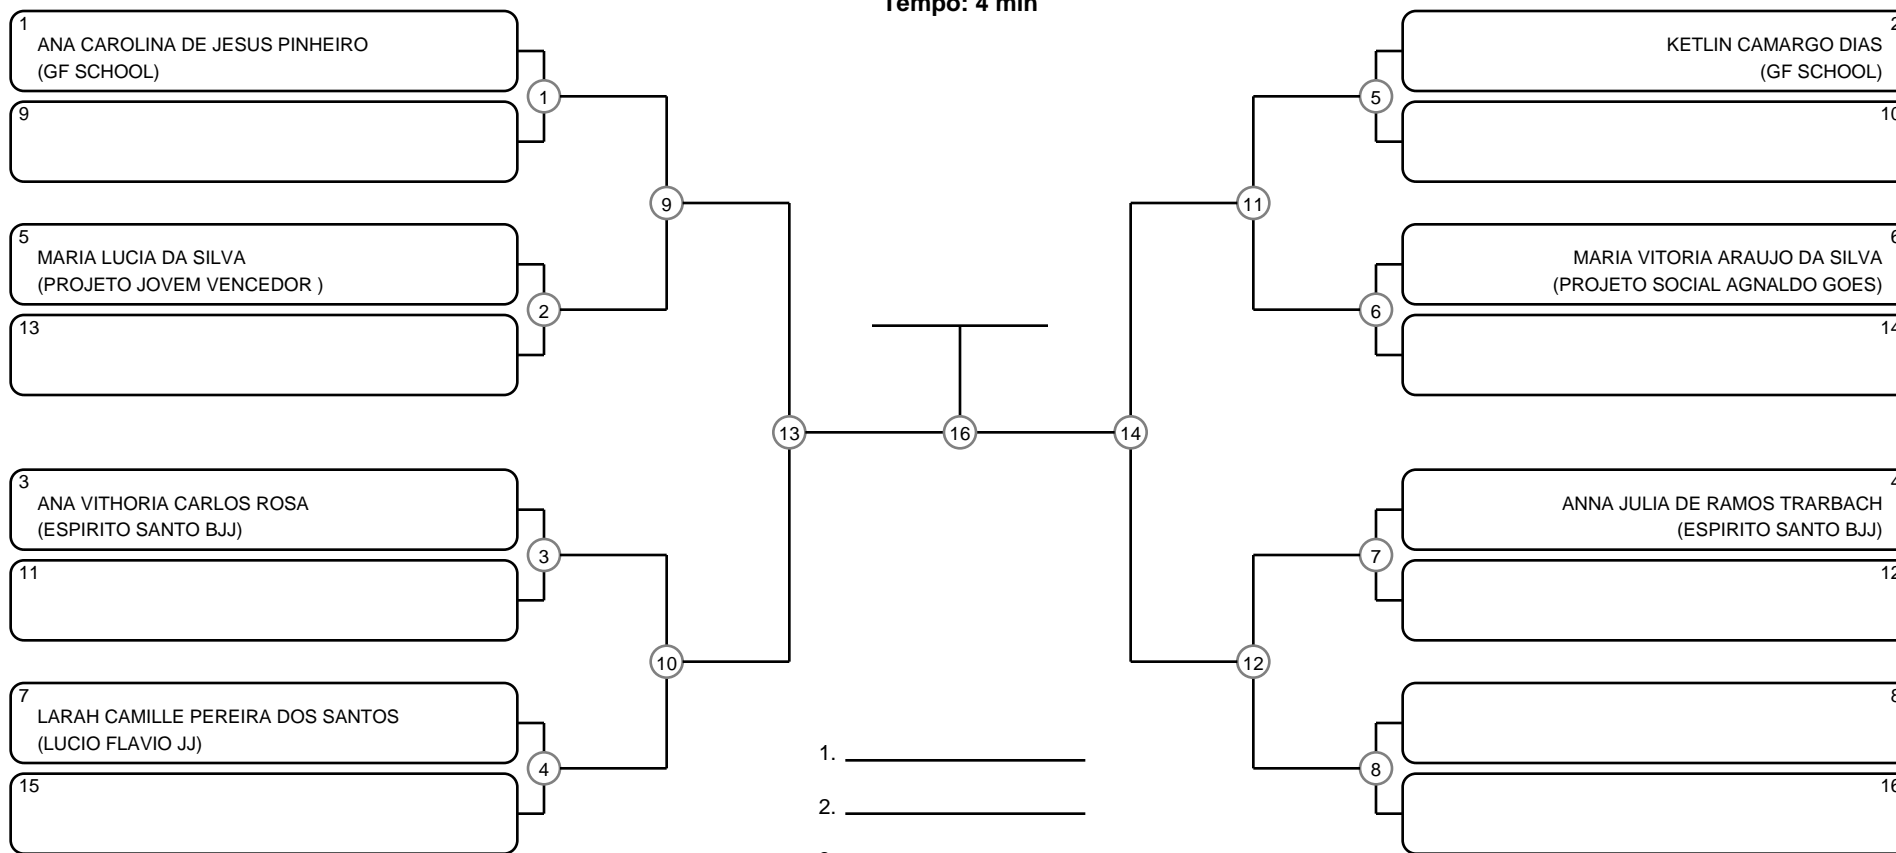 Tempo: 4 min
1
ANA CAROLINA DE JESUS PINHEIRO
(GF SCHOOL)
1
9
5
MARIA LUCIA DA SILVA
(PROJETO JOVEM VENCEDOR )
2
13
9
3
ANA VITHORIA CARLOS ROSA
(ESPIRITO SANTO BJJ)
3
11
7
LARAH CAMILLE PEREIRA DOS SANTOS
(LUCIO FLAVIO JJ)
4
15
10
13
16
14
1.
2.
2
KETLIN CAMARGO DIAS
(GF SCHOOL)
5
10
11
6
MARIA VITORIA ARAUJO DA SILVA
(PROJETO SOCIAL AGNALDO GOES)
6
14
4
ANNA JULIA DE RAMOS TRARBACH
(ESPIRITO SANTO BJJ)
7
12
12
8
8
16